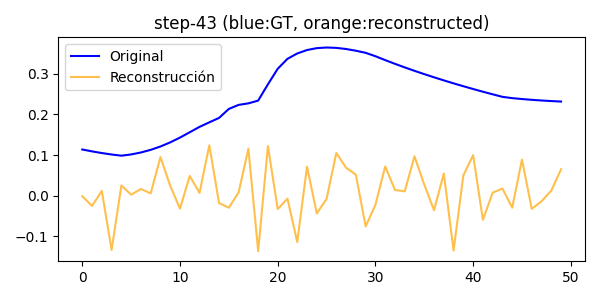 step-43 (blue:GT, orange:reconstructed)
Original
Reconstrucción
0.3
0.2
0.1
0.0
−0.1
0 10 20 30 40 50